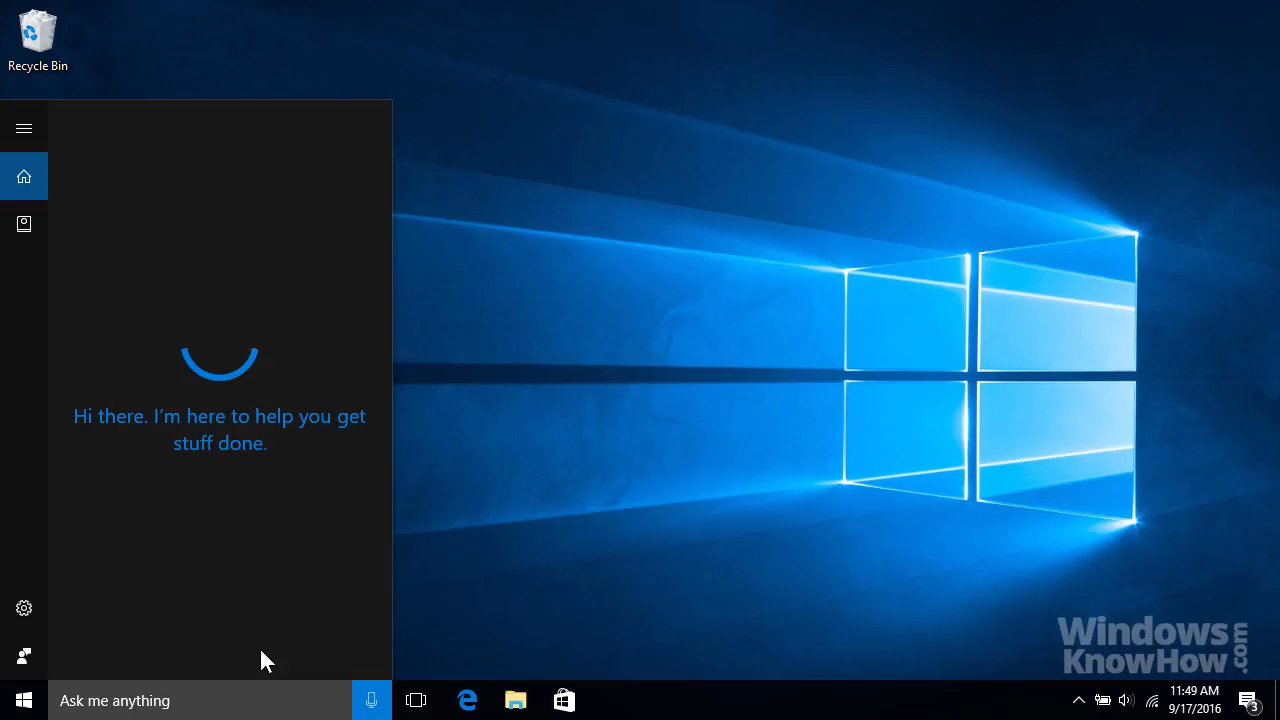 Recycle Bin
Hi there. I'm here to help you get
stuff done.
Windows
KnowHow.com
Ask me anything
11:49 AM
9/17/2016
3